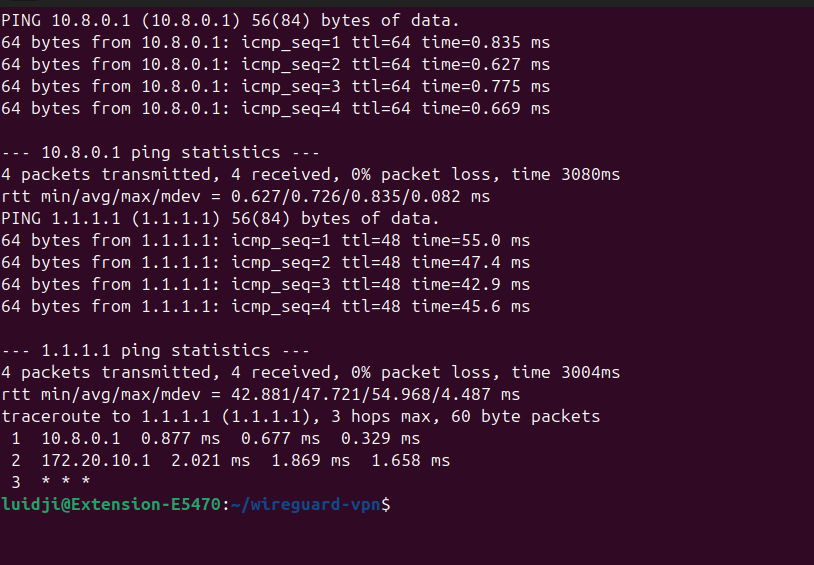 PING 10.8.0.1 (10.8.0.1) 56(84) bytes of data.
64 bytes from 10.8.0.1: icmp_seq=1 ttl=64 time=0.835 ms
64 bytes from 10.8.0.1: icmp_seq=2 ttl=64 time=0.627 ms
64 bytes from 10.8.0.1: icmp_seq=3 ttl=64 time=0.775 ms
64 bytes from 10.8.0.1: icmp_seq=4 ttl=64 time=0.669 ms

--- 10.8.0.1 ping statistics ---
4 packets transmitted, 4 received, 0% packet loss, time 3080ms
rtt min/avg/max/mdev = 0.627/0.726/0.835/0.082 ms
PING 1.1.1.1 (1.1.1.1) 56(84) bytes of data.
64 bytes from 1.1.1.1: icmp_seq=1 ttl=48 time=55.0 ms
64 bytes from 1.1.1.1: icmp_seq=2 ttl=48 time=47.4 ms
64 bytes from 1.1.1.1: icmp_seq=3 ttl=48 time=42.9 ms
64 bytes from 1.1.1.1: icmp_seq=4 ttl=48 time=45.6 ms

--- 1.1.1.1 ping statistics ---
4 packets transmitted, 4 received, 0% packet loss, time 3004ms
rtt min/avg/max/mdev = 42.881/47.721/54.968/4.487 ms
traceroute to 1.1.1.1 (1.1.1.1), 3 hops max, 60 byte packets
 1  10.8.0.1  0.877 ms  0.677 ms  0.329 ms
 2  172.20.10.1  2.021 ms  1.869 ms  1.658 ms
 3  * * *
luidji@Extension-E5470:~/wireguard-vpn$